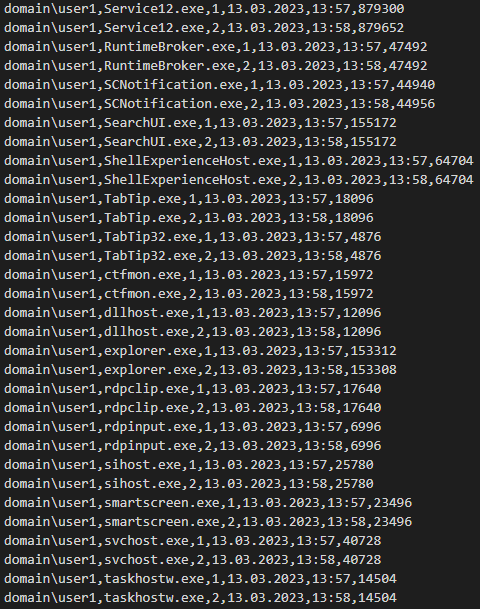 domain\user1,Service12.exe,1,13.03.2023,13:57,879300
domain\user1,Service12.exe,2,13.03.2023,13:58,879652
domain\user1,RuntimeBroker.exe,1,13.03.2023,13:57,47492
domain\user1,RuntimeBroker.exe,2,13.03.2023,13:58,47492
domain\user1,SCNotification.exe,1,13.03.2023,13:57,44940
domain\user1,SCNotification.exe,2,13.03.2023,13:58,44956
domain\user1,SearchUI.exe,1,13.03.2023,13:57,155172
domain\user1,SearchUI.exe,2,13.03.2023,13:58,155172
domain\user1,ShellExperienceHost.exe,1,13.03.2023,13:57,64704
domain\user1,ShellExperienceHost.exe,2,13.03.2023,13:58,64704
domain\user1,TabTip.exe,1,13.03.2023,13:57,18096
domain\user1,TabTip.exe,2,13.03.2023,13:58,18096
domain\user1,TabTip32.exe,1,13.03.2023,13:57,4876
domain\user1,TabTip32.exe,2,13.03.2023,13:58,4876
domain\user1,ctfmon.exe,1,13.03.2023,13:57,15972
domain\user1,ctfmon.exe,2,13.03.2023,13:58,15972
domain\user1,dllhost.exe,1,13.03.2023,13:57,12096
domain\user1,dllhost.exe,2,13.03.2023,13:58,12096
domain\user1,explorer.exe,1,13.03.2023,13:57,153312
domain\user1,explorer.exe,2,13.03.2023,13:58,153308
domain\user1,rdpclip.exe,1,13.03.2023,13:57,17640
domain\user1,rdpclip.exe,2,13.03.2023,13:58,17640
domain\user1,rdpinput.exe,1,13.03.2023,13:57,6996
domain\user1,rdpinput.exe,2,13.03.2023,13:58,6996
domain\user1,sihost.exe,1,13.03.2023,13:57,25780
domain\user1,sihost.exe,2,13.03.2023,13:58,25780
domain\user1,smartscreen.exe,1,13.03.2023,13:57,23496
domain\user1,smartscreen.exe,2,13.03.2023,13:58,23496
domain\user1,svchost.exe,1,13.03.2023,13:57,40728
domain\user1,svchost.exe,2,13.03.2023,13:58,40728
domain\user1,taskhostw.exe,1,13.03.2023,13:57,14504
domain\user1,taskhostw.exe,2,13.03.2023,13:58,14504